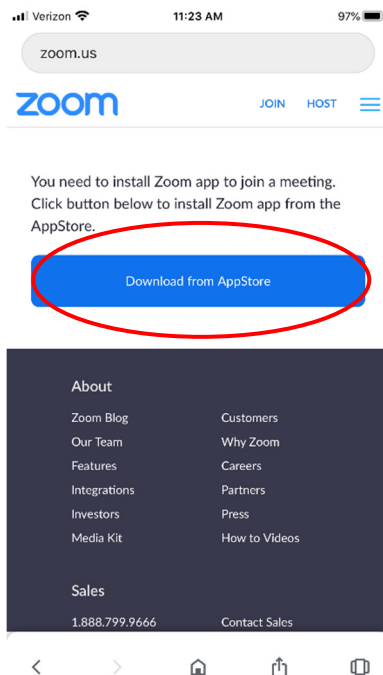 Verizon 11:23 AM 97%
zoom.us
zoom JOIN HOST
You need to install Zoom app to join a meeting.
Click button below to install Zoom app from the
AppStore.
Download from AppStore
About
Zoom Blog Customers
Our Team Why Zoom
Features Careers
Integrations Partners
Investors Press
Media Kit How to Videos
Sales
1.888.799.9666 Contact Sales